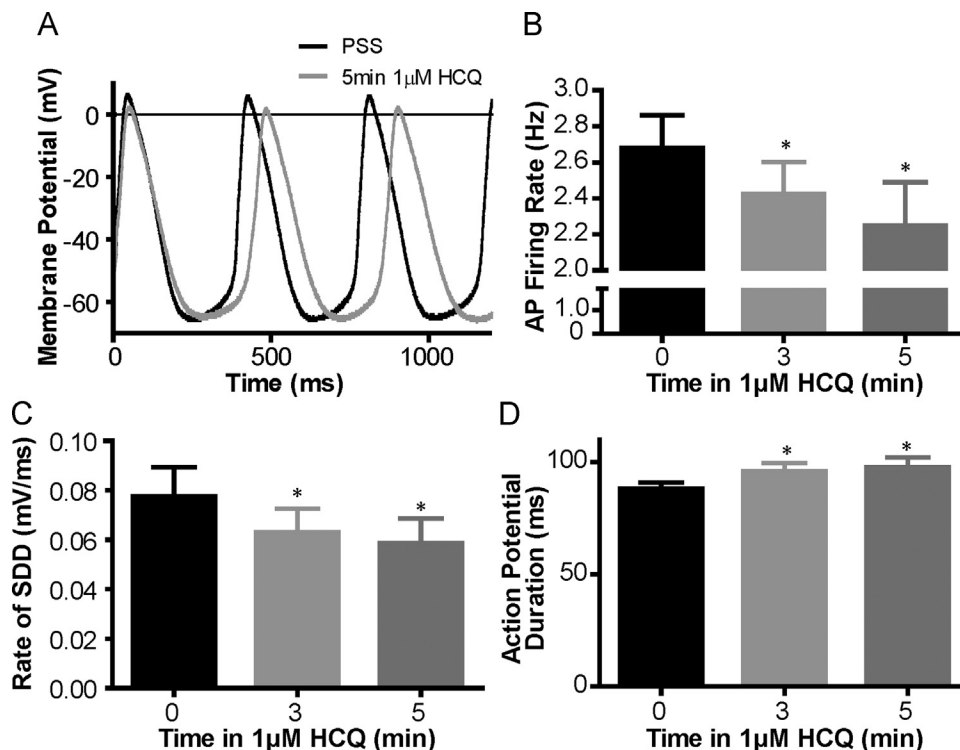 A
PSS
5min 1µM HCQ
Membrane Potential (mV)
0
-20
-40
-60
0
500
1000
Time (ms)
B
AP Firing Rate (Hz)
3.0
2.8
2.6
2.4
2.2
2.0
1.0
0
*
*
0
3
5
Time in 1µM HCQ (min)
C
Rate of SDD (mV/ms)
0.10
0.08
0.06
0.04
0.02
0.00
*
*
0
3
5
Time in 1µM HCQ (min)
D
Action Potential
Duration (ms)
100
50
0
*
*
0
3
5
Time in 1µM HCQ (min)